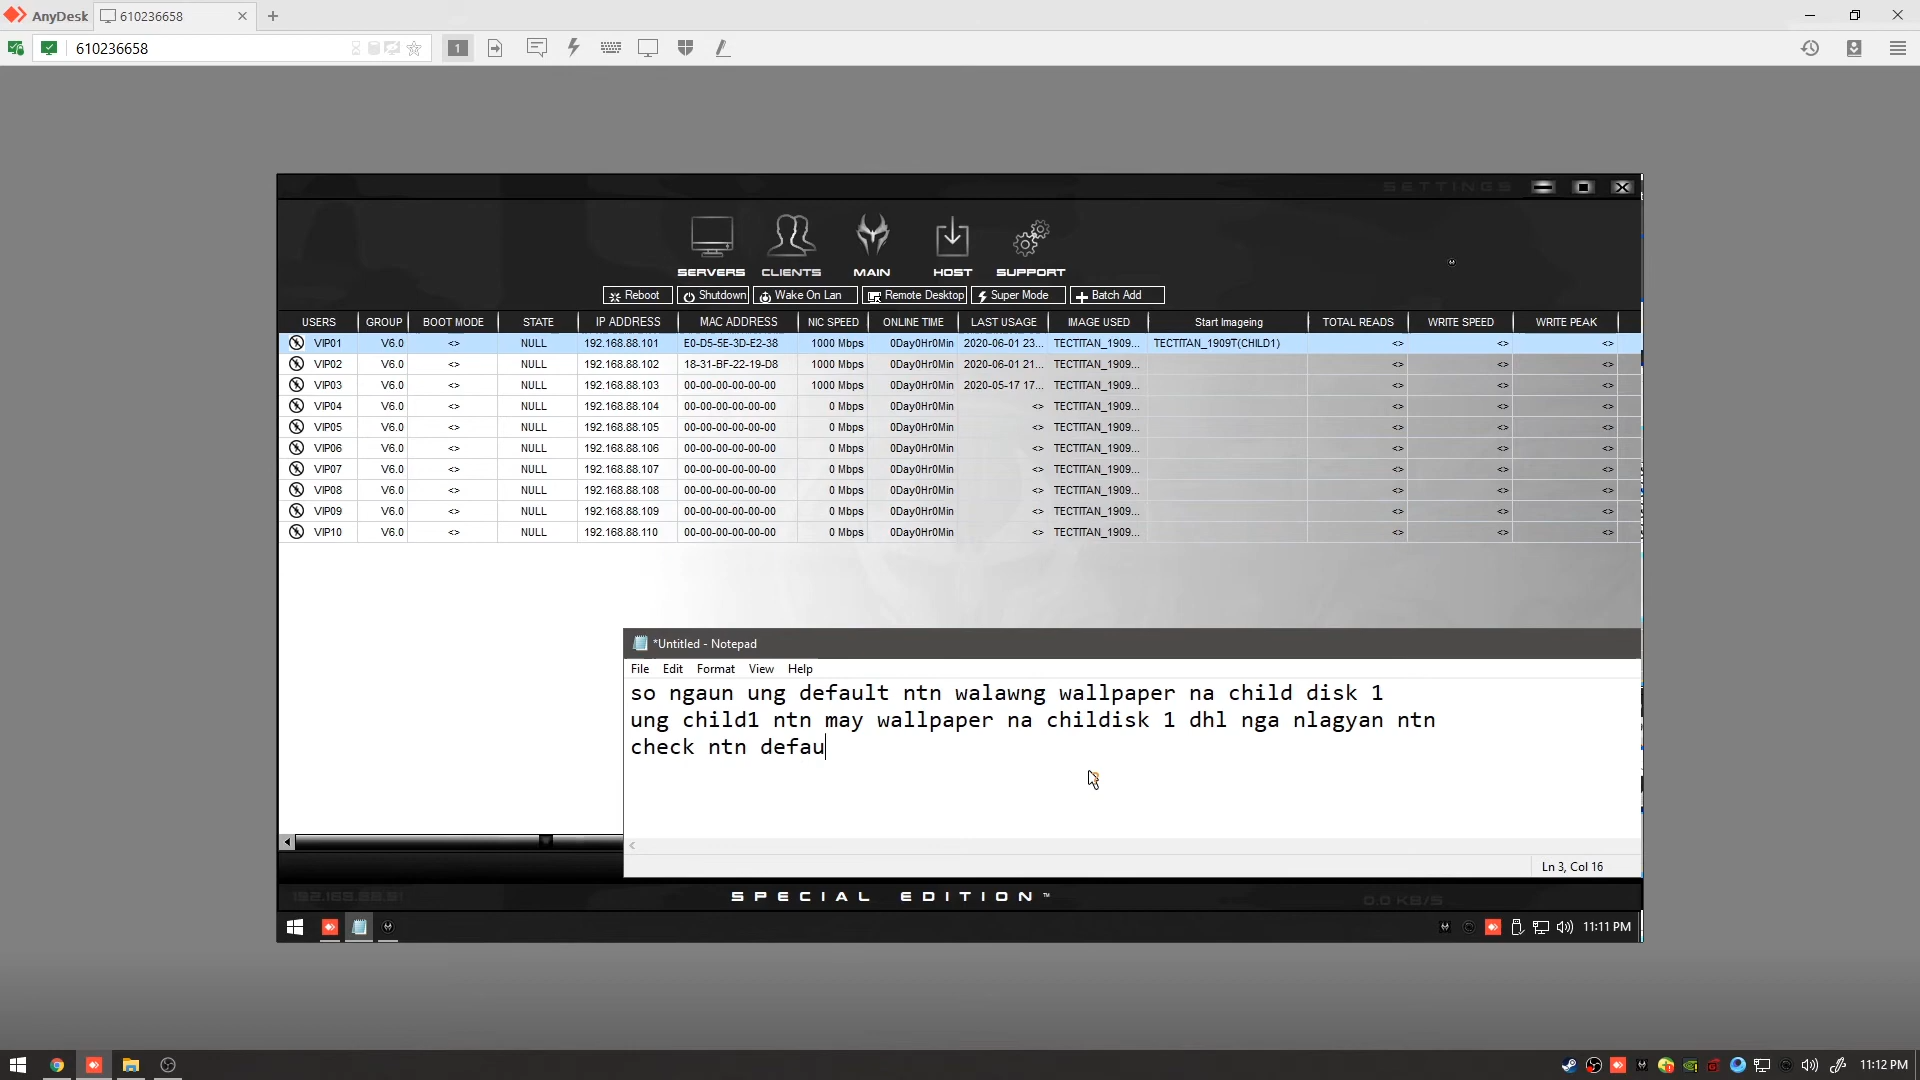 AnyDesk 610236658
610236658 1
SETTINGS
SERVERS CLIENTS MAIN HOST SUPPORT
Reboot Shutdown Wake On Lan Remote Desktop Super Mode Batch Add
USERS GROUP BOOT MODE STATE IP ADDRESS MAC ADDRESS NIC SPEED ONLINE TIME LAST USAGE IMAGE USED Start Imageing TOTAL READS WRITE SPEED WRITE PEAK
VIP01 V6.0 <> NULL 192.168.88.101 E0-D5-5E-3D-E2-38 1000 Mbps 0Day0Hr0Min 2020-06-01 23... TECTITAN_1909... TECTITAN_1909T(CHILD1) <> <> <>
VIP02 V6.0 <> NULL 192.168.88.102 18-31-BF-22-19-D8 1000 Mbps 0Day0Hr0Min 2020-06-01 21... TECTITAN_1909... <> <> <>
VIP03 V6.0 <> NULL 192.168.88.103 00-00-00-00-00-00 1000 Mbps 0Day0Hr0Min 2020-05-17 17... TECTITAN_1909... <> <> <>
VIP04 V6.0 <> NULL 192.168.88.104 00-00-00-00-00-00 0 Mbps 0Day0Hr0Min <> TECTITAN_1909... <> <> <>
VIP05 V6.0 <> NULL 192.168.88.105 00-00-00-00-00-00 0 Mbps 0Day0Hr0Min <> TECTITAN_1909... <> <> <>
VIP06 V6.0 <> NULL 192.168.88.106 00-00-00-00-00-00 0 Mbps 0Day0Hr0Min <> TECTITAN_1909... <> <> <>
VIP07 V6.0 <> NULL 192.168.88.107 00-00-00-00-00-00 0 Mbps 0Day0Hr0Min <> TECTITAN_1909... <> <> <>
VIP08 V6.0 <> NULL 192.168.88.108 00-00-00-00-00-00 0 Mbps 0Day0Hr0Min <> TECTITAN_1909... <> <> <>
VIP09 V6.0 <> NULL 192.168.88.109 00-00-00-00-00-00 0 Mbps 0Day0Hr0Min <> TECTITAN_1909... <> <> <>
VIP10 V6.0 <> NULL 192.168.88.110 00-00-00-00-00-00 0 Mbps 0Day0Hr0Min <> TECTITAN_1909... <> <> <>
*Untitled - Notepad
File Edit Format View Help
so ngaun ung default ntn walawng wallpaper na child disk 1
ung child1 ntn may wallpaper na childisk 1 dhl nga nlagyan ntn
check ntn defau
Ln 3, Col 16
SPECIAL EDITION™ 0.0 KB/S
11:11 PM
11:12 PM